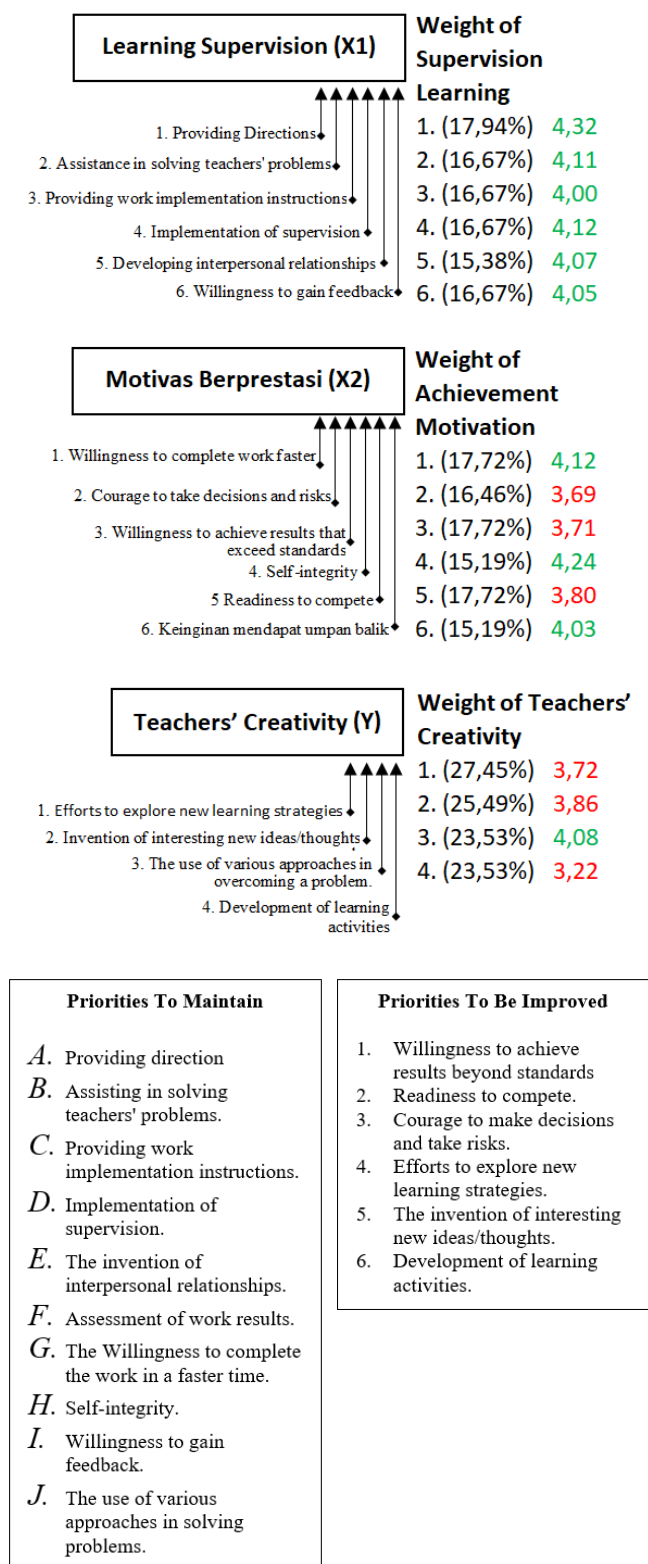 Learning Supervision (X1)
Weight of
Supervision
Learning
1. Providing Directions
2. Assistance in solving teachers' problems
3. Providing work implementation instructions
4. Implementation of supervision
5. Developing interpersonal relationships
6. Willingness to gain feedback
1. (17,94%) 4,32
2. (16,67%) 4,11
3. (16,67%) 4,00
4. (16,67%) 4,12
5. (15,38%) 4,07
6. (16,67%) 4,05
Motivas Berprestasi (X2)
Weight of
Achievement
Motivation
1. Willingness to complete work faster
2. Courage to take decisions and risks
3. Willingness to achieve results that
exceed standards
4. Self-integrity
5 Readiness to compete
6. Keinginan mendapat umpan balik
1. (17,72%) 4,12
2. (16,46%) 3,69
3. (17,72%) 3,71
4. (15,19%) 4,24
5. (17,72%) 3,80
6. (15,19%) 4,03
Teachers’ Creativity (Y)
Weight of Teachers’
Creativity
1. Efforts to explore new learning strategies
2. Invention of interesting new ideas/thoughts
3. The use of various approaches in
overcoming a problem.
4. Development of learning
activities
1. (27,45%) 3,72
2. (25,49%) 3,86
3. (23,53%) 4,08
4. (23,53%) 3,22
Priorities To Maintain
A. Providing direction
B. Assisting in solving
teachers' problems.
C. Providing work
implementation instructions.
D. Implementation of
supervision.
E. The invention of
interpersonal relationships.
F. Assessment of work results.
G. The Willingness to complete
the work in a faster time.
H. Self-integrity.
I. Willingness to gain
feedback.
J. The use of various
approaches in solving
problems.
Priorities To Be Improved
1. Willingness to achieve
results beyond standards
2. Readiness to compete.
3. Courage to make decisions
and take risks.
4. Efforts to explore new
learning strategies.
5. The invention of interesting
new ideas/thoughts.
6. Development of learning
activities.